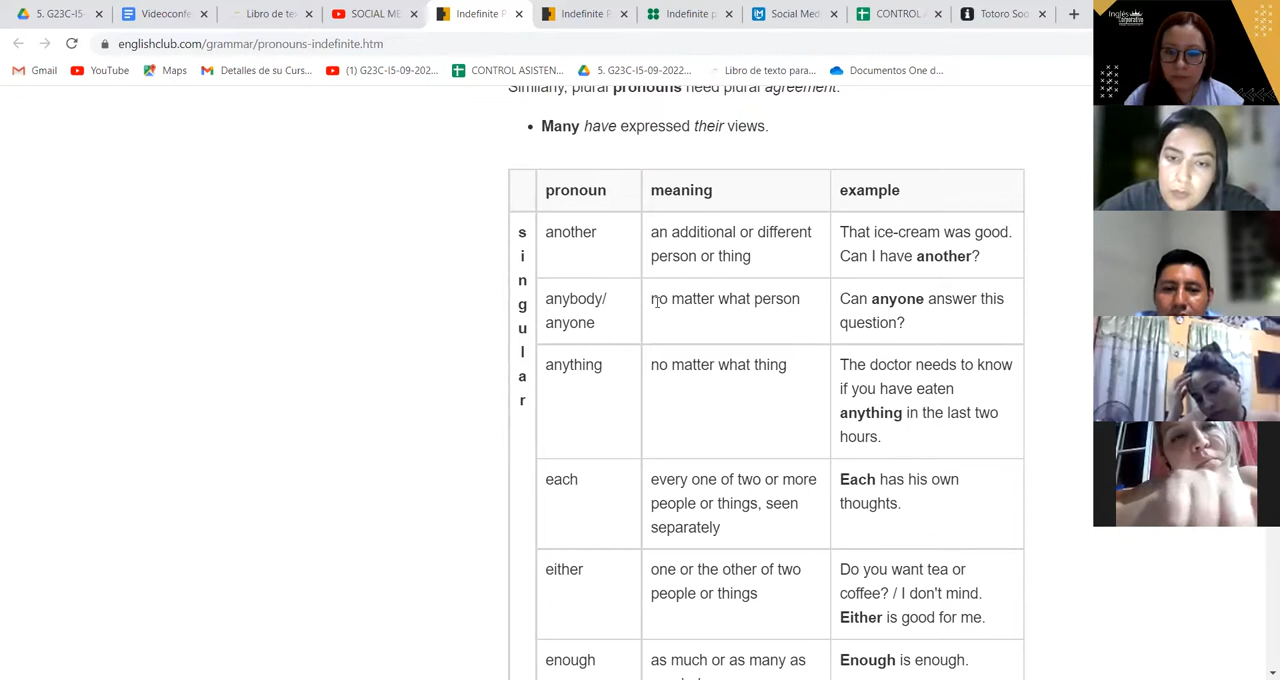 5. G23C-I5-
Videoconfe
Libro de tex
SOCIAL ME
Indefinite P
Indefinite P
Indefinite p
Social Med
CONTROL A
Totoro Soo
englishclub.com/grammar/pronouns-indefinite.htm
Gmail
YouTube
Maps
Detalles de su Curs...
(1) G23C-I5-09-202...
CONTROL ASISTEN...
5. G23C-I5-09-2022...
Libro de texto para...
Documentos One d...
Inglés
Corporativo
Similarly, plural pronouns need plural agreement.
• Many have expressed their views.
pronoun
meaning
example
singular
another
an additional or different
person or thing
That ice-cream was good.
Can I have another?
anybody/
anyone
no matter what person
Can anyone answer this
question?
anything
no matter what thing
The doctor needs to know
if you have eaten
anything in the last two
hours.
each
every one of two or more
people or things, seen
separately
Each has his own
thoughts.
either
one or the other of two
people or things
Do you want tea or
coffee? / I don't mind.
Either is good for me.
enough
as much or as many as
Enough is enough.